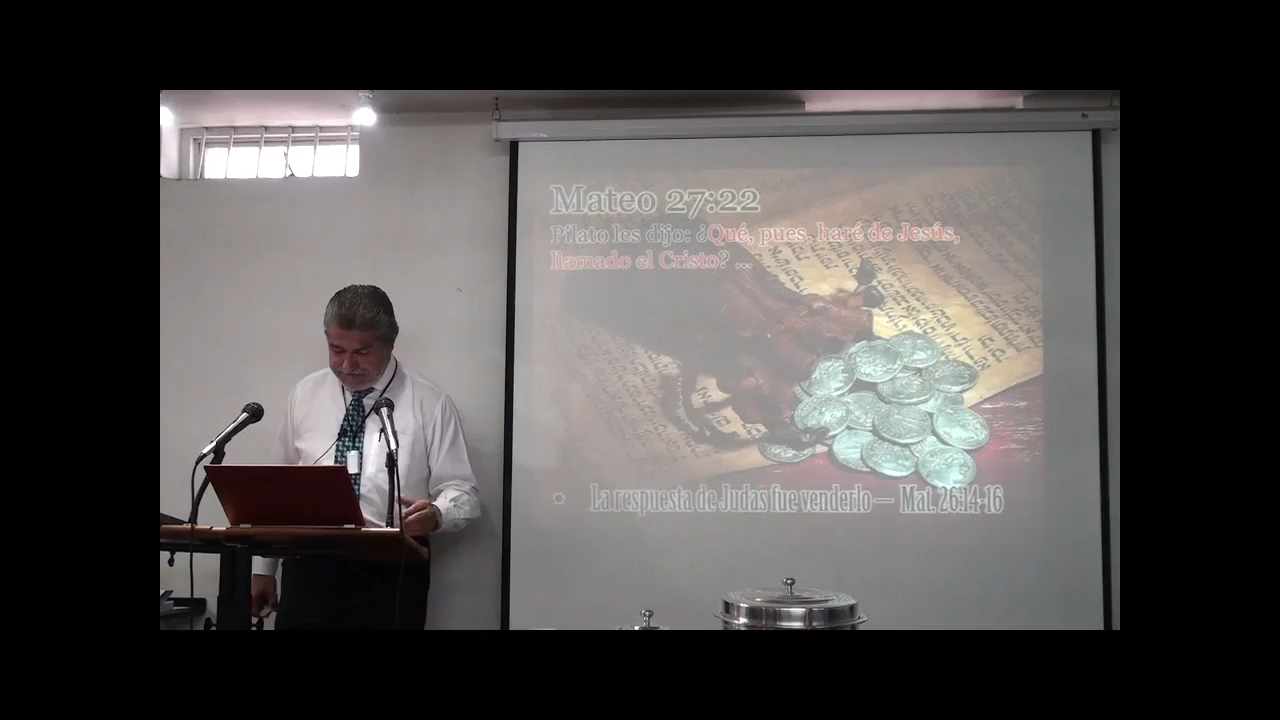 Mateo 27:22
Pilato les dijo: ¿Qué, pues, haré de Jesús,
llamado el Cristo? ...
• La respuesta de Judas fue venderlo — Mat. 26:14-16